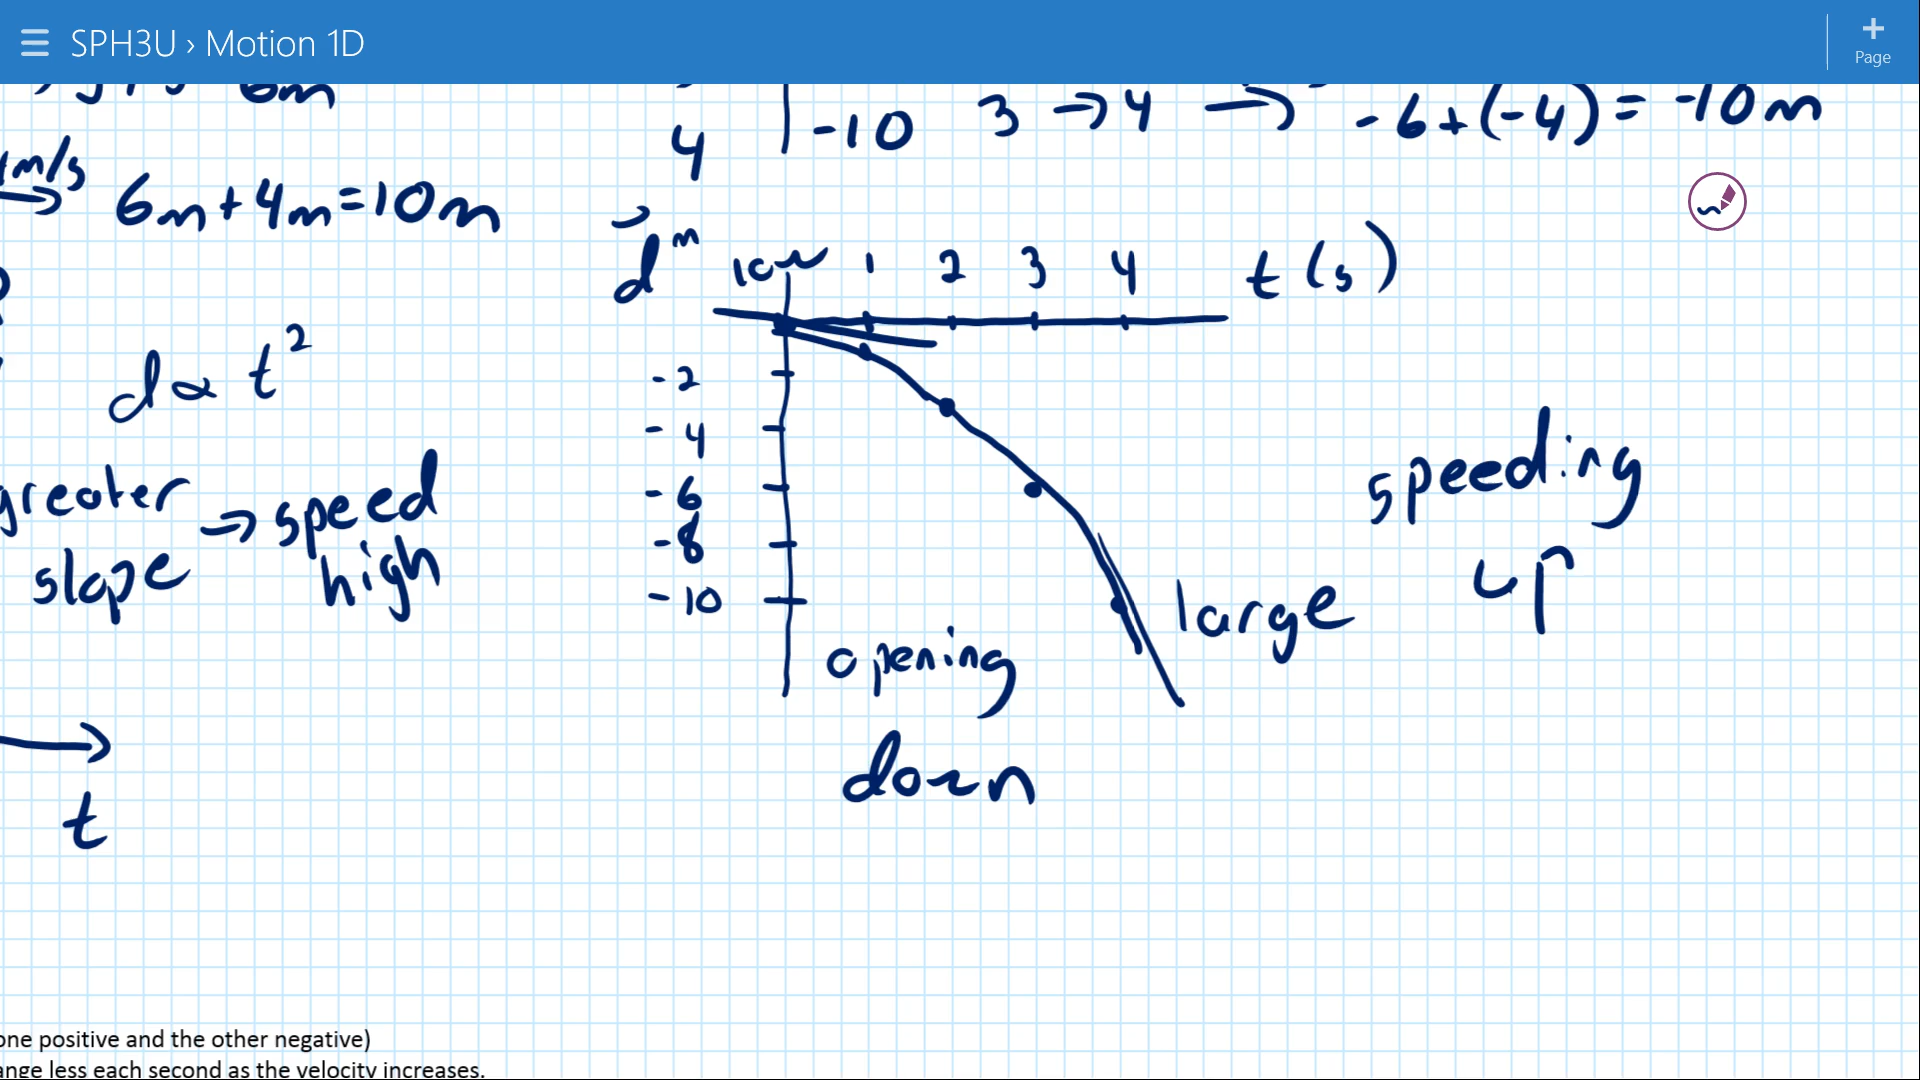 SPH3U › Motion 1D
Page
6m
4 -10 3 → 4 → -6+(-4) = -10m
m/s
6m+4m=10m
d m low 1 2 3 4 t (s)
d ∝ t²
-2
-4
-6
-8
-10
greater slope → speed high
large
speeding up
opening down
t
one positive and the other negative)
ange less each second as the velocity increases.